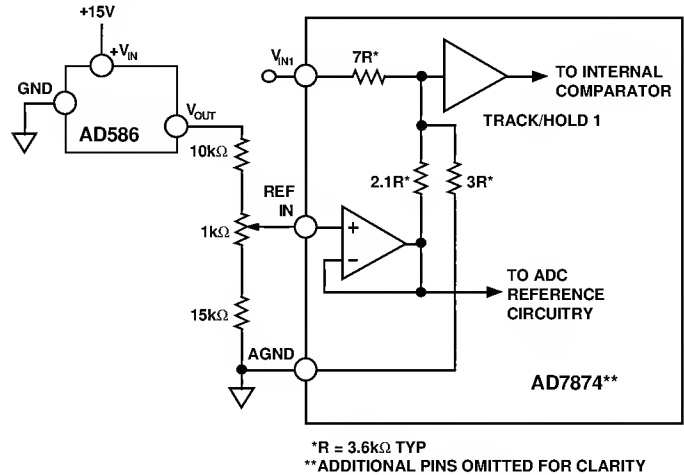 +15V
+VIN
GND
VOUT
AD586
10kΩ
1kΩ
15kΩ
REF
IN
AGND
VIN1
7R*
TO INTERNAL
COMPARATOR
TRACK/HOLD 1
2.1R*
3R*
+
−
TO ADC
REFERENCE
CIRCUITRY
AD7874**
*R = 3.6kΩ TYP
**ADDITIONAL PINS OMITTED FOR CLARITY